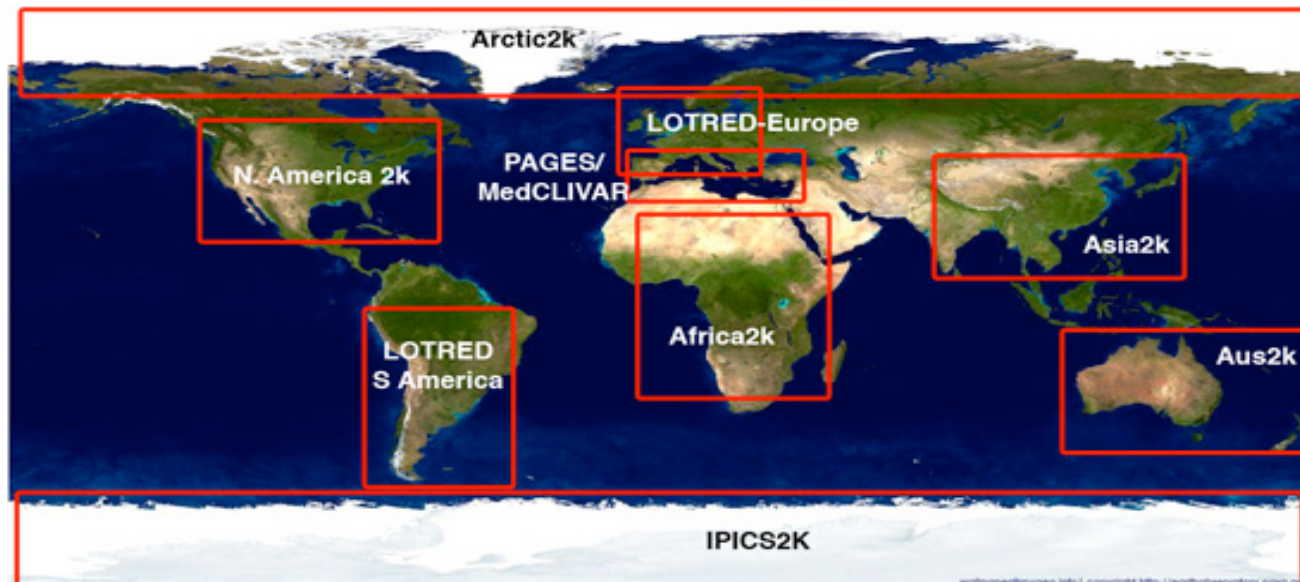 Arctic2k
LOTRED-Europe
PAGES/
MedCLIVAR
N. America 2k
Asia2k
Africa2k
LOTRED
S America
Aus2k
IPICS2K